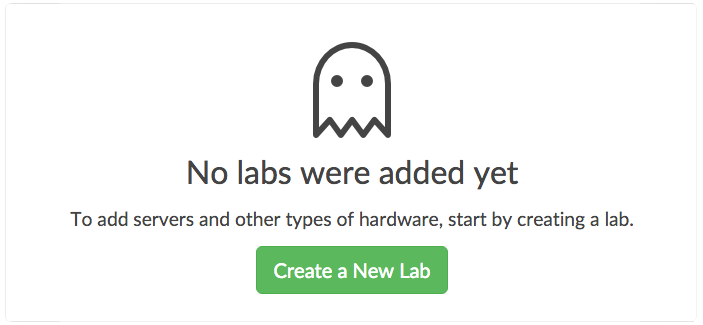 No labs were added yet
To add servers and other types of hardware, start by creating a lab.
Create a New Lab